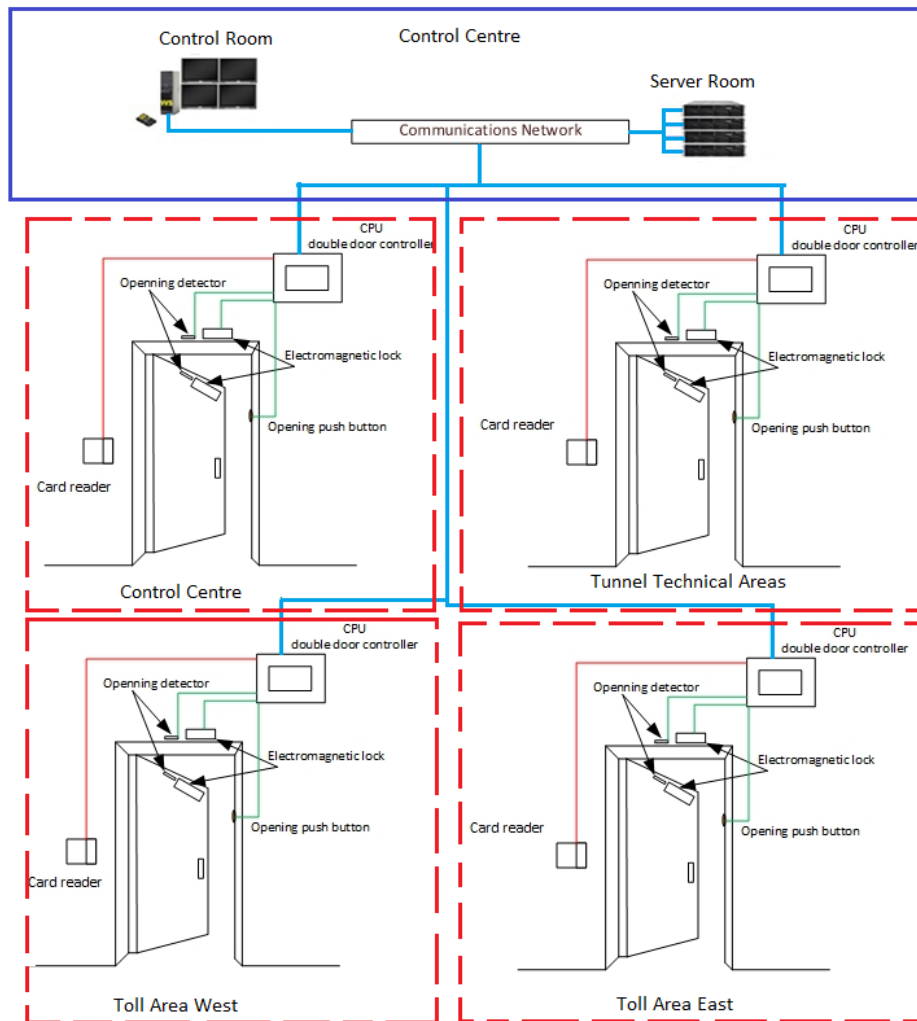 Control Room
Control Centre
Server Room
Communications Network
CPU
double door controller
Openning detector
Electromagnetic lock
Opening push button
Card reader
Control Centre
CPU
double door controller
Openning detector
Electromagnetic lock
Card reader
Opening push button
Tunnel Technical Areas
CPU
double door controller
Openning detector
Electromagnetic lock
Opening push button
Card reader
Toll Area West
CPU
double door controller
Openning detector
Electromagnetic lock
Card reader
Opening push button
Toll Area East